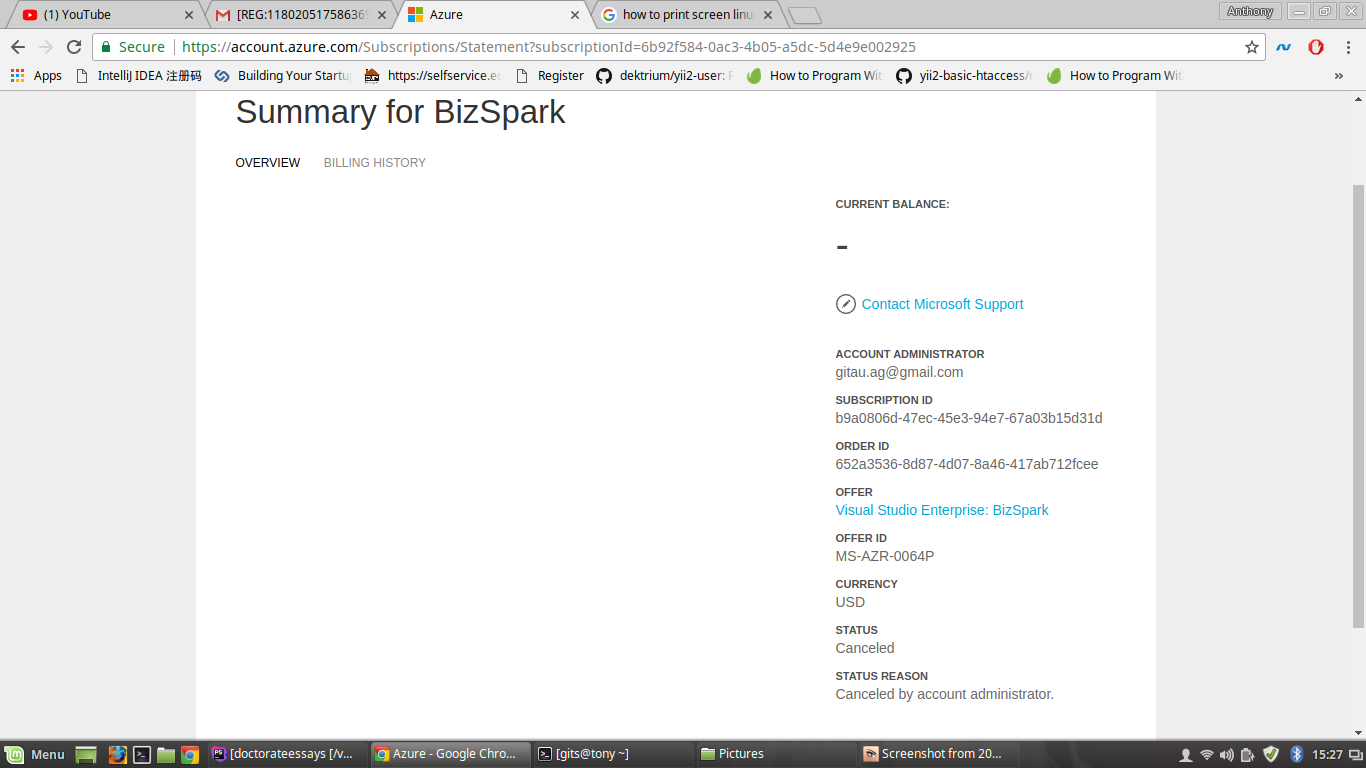 (1) YouTube
[REG:11802051758636
Azure
how to print screen linu
Anthony
Secure
https://account.azure.com/Subscriptions/Statement?subscriptionId=6b92f584-0ac3-4b05-a5dc-5d4e9e002925
Apps
IntelliJ IDEA 注册码
Building Your Startu
https://selfservice.ec
Register
dektrium/yii2-user: F
How to Program Wit
yii2-basic-htaccess/r
How to Program Wit
»
Summary for BizSpark
OVERVIEW
BILLING HISTORY
CURRENT BALANCE:
-
Contact Microsoft Support
ACCOUNT ADMINISTRATOR
gitau.ag@gmail.com
SUBSCRIPTION ID
b9a0806d-47ec-45e3-94e7-67a03b15d31d
ORDER ID
652a3536-8d87-4d07-8a46-417ab712fcee
OFFER
Visual Studio Enterprise: BizSpark
OFFER ID
MS-AZR-0064P
CURRENCY
USD
STATUS
Canceled
STATUS REASON
Canceled by account administrator.
Menu
[doctorateessays [/v...
Azure - Google Chro...
[gits@tony ~]
Pictures
Screenshot from 20...
15:27